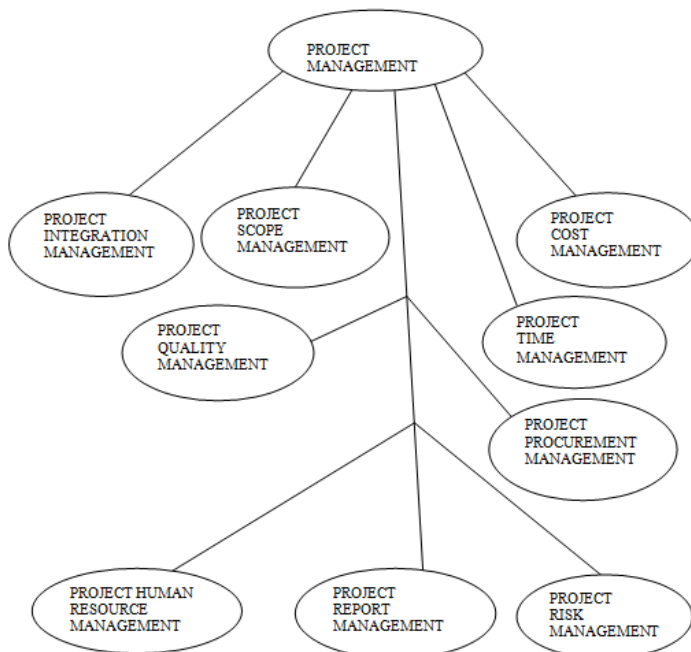 PROJECT
MANAGEMENT
PROJECT
INTEGRATION
MANAGEMENT
PROJECT
SCOPE
MANAGEMENT
PROJECT
COST
MANAGEMENT
PROJECT
QUALITY
MANAGEMENT
PROJECT
TIME
MANAGEMENT
PROJECT
PROCUREMENT
MANAGEMENT
PROJECT HUMAN
RESOURCE
MANAGEMENT
PROJECT
REPORT
MANAGEMENT
PROJECT
RISK
MANAGEMENT